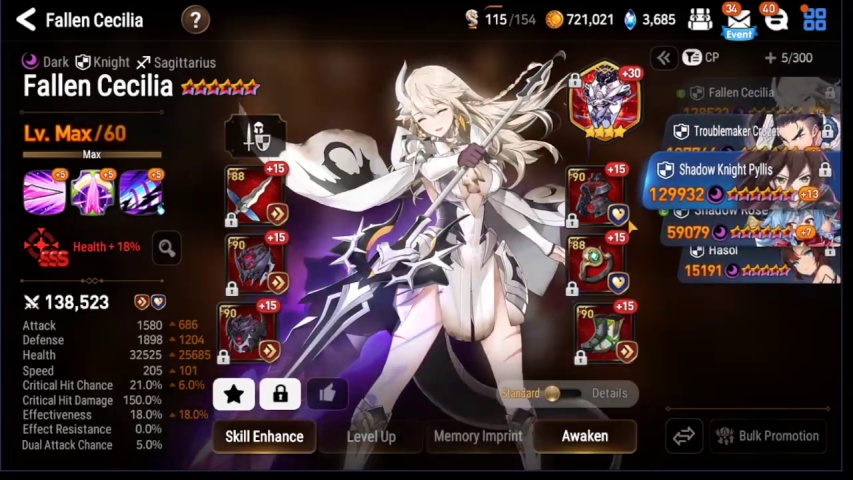 Fallen Cecilia
?
115/154
721,021
3,685
34
Event
40
Dark Knight Sagittarius
Fallen Cecilia
Lv. Max/60
Max
+5
+5
+5
SSS
Health + 18%
138,523
Attack 1580 686
Defense 1898 1204
Health 32525 25685
Speed 205 101
Critical Hit Chance 21.0% 6.0%
Critical Hit Damage 150.0%
Effectiveness 18.0% 18.0%
Effect Resistance 0.0%
Dual Attack Chance 5.0%
88 +15
90 +15
90 +15
+30
90 +15
88 +15
90 +15
Standard Details
Skill Enhance
Level Up
Memory Imprint
Awaken
CP
+ 5/300
Fallen Cecilia
Troublemaker Crozet
Shadow Knight Pyllis
129932
+13
Shadow Rose
59079
+7
Hasol
15191
Bulk Promotion